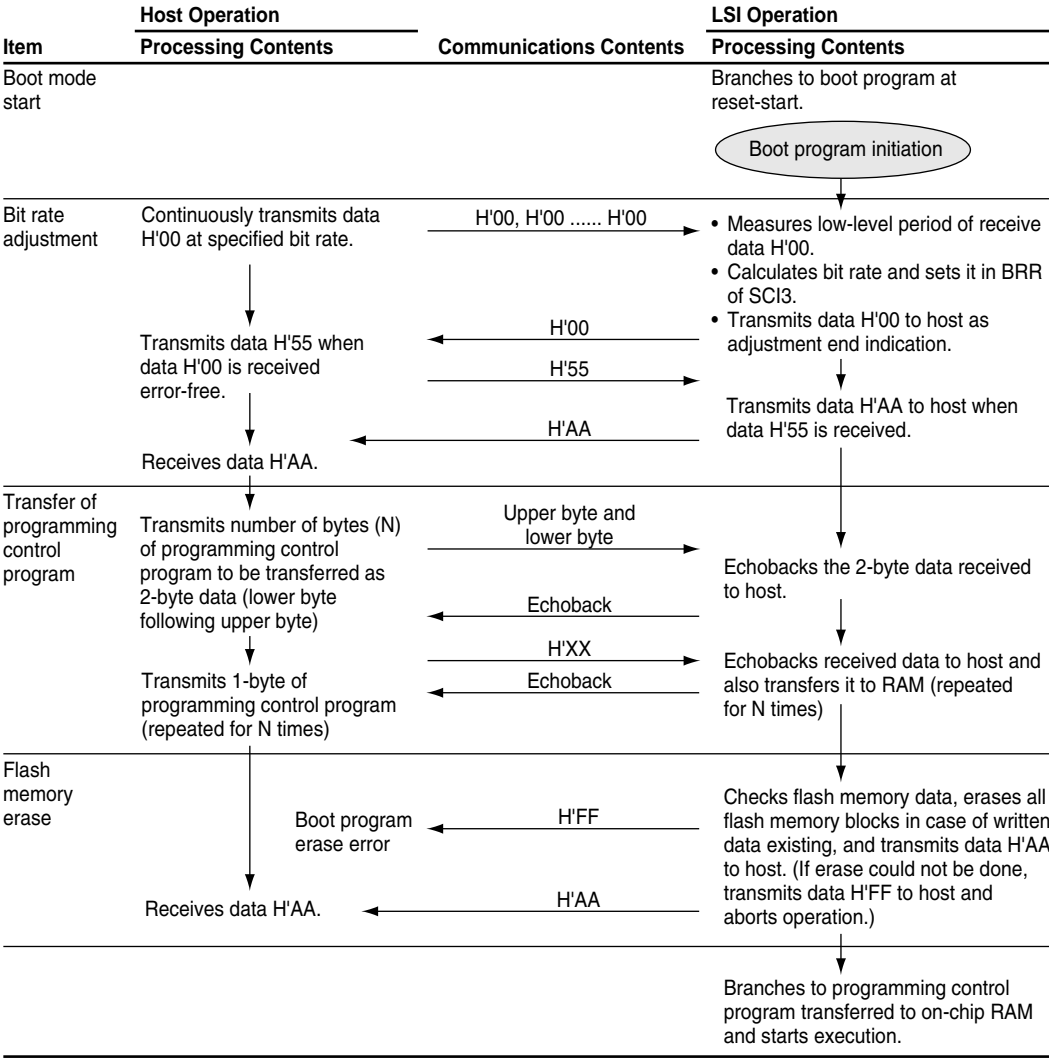 Host Operation
LSI Operation
Item
Processing Contents
Communications Contents
Processing Contents
Boot mode
start
Branches to boot program at
reset-start.
Boot program initiation
Bit rate
adjustment
Continuously transmits data
H'00 at specified bit rate.
H'00, H'00 ...... H'00
• Measures low-level period of receive
data H'00.
• Calculates bit rate and sets it in BRR
of SCI3.
• Transmits data H'00 to host as
adjustment end indication.
H'00
Transmits data H'55 when
data H'00 is received
error-free.
H'55
Transmits data H'AA to host when
data H'55 is received.
H'AA
Receives data H'AA.
Transfer of
programming
control
program
Transmits number of bytes (N)
of programming control
program to be transferred as
2-byte data (lower byte
following upper byte)
Upper byte and
lower byte
Echobacks the 2-byte data received
to host.
Echoback
H'XX
Echoback
Transmits 1-byte of
programming control program
(repeated for N times)
Echobacks received data to host and
also transfers it to RAM (repeated
for N times)
Flash
memory
erase
Boot program
erase error
H'FF
Checks flash memory data, erases all
flash memory blocks in case of written
data existing, and transmits data H'AA
to host. (If erase could not be done,
transmits data H'FF to host and
aborts operation.)
Receives data H'AA.
H'AA
Branches to programming control
program transferred to on-chip RAM
and starts execution.